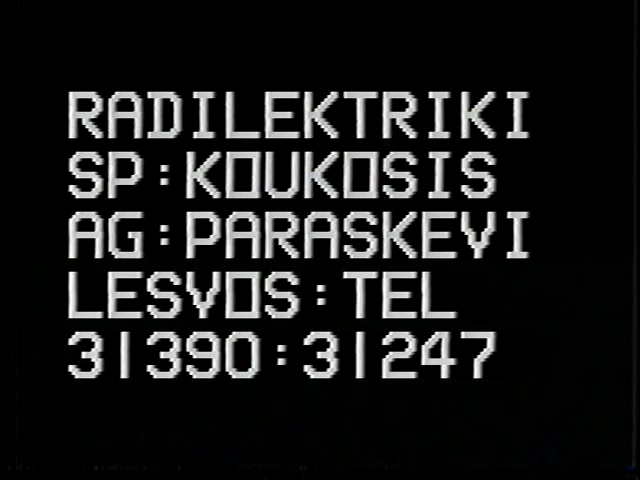 RADILEKTRIKI
SP:KOUKOSIS
AG:PARASKEVI
LESVOS:TEL
31390:31247